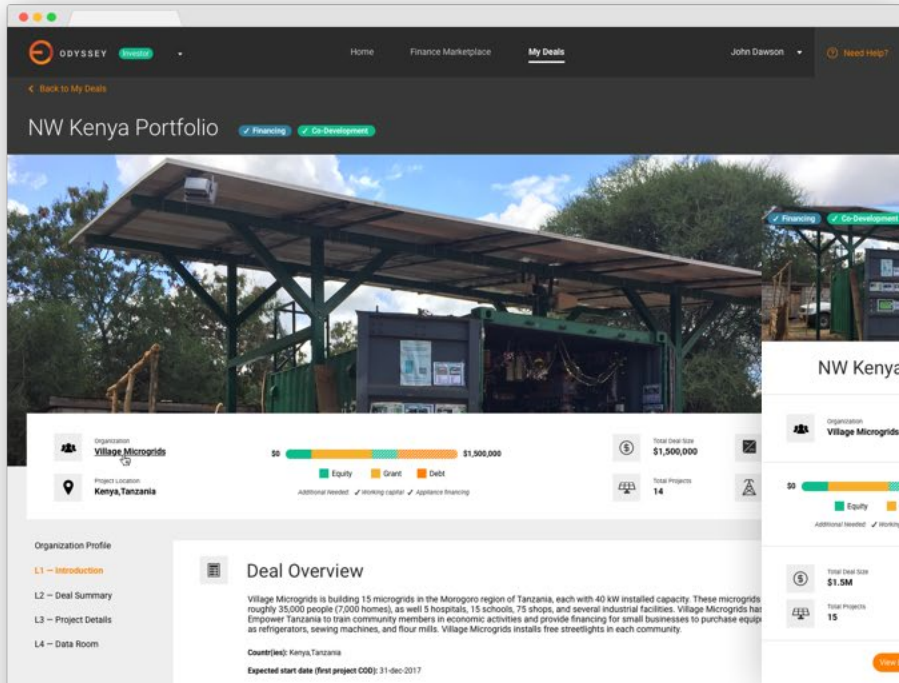 ODYSSEY Investor
Home
Finance Marketplace
My Deals
John Dawson
Need Help?
Back to My Deals
NW Kenya Portfolio
Financing
Co-Development
Organization
Village Microgrids
Project Location
Kenya,Tanzania
$0
$1,500,000
Equity
Grant
Debt
Additional Needed
Working capital
Appliance financing
Total Deal Size
$1,500,000
Total Projects
14
Organization Profile
L1 — Introduction
L2 — Deal Summary
L3 — Project Details
L4 — Data Room
Deal Overview
Village Microgrids is building 15 microgrids in the Morogoro region of Tanzania, each with 40 kW installed capacity. These microgrids
roughly 35,000 people (7,000 homes), as well 5 hospitals, 15 schools, 75 shops, and several industrial facilities. Village Microgrids has
Empower Tanzania to train community members in economic activities and provide financing for small businesses to purchase equip
as refrigerators, sewing machines, and flour mills. Village Microgrids installs free streetlights in each community.
Countr(ies): Kenya,Tanzania
Expected start date (first project COD): 31-dec-2017
Financing
Co-Development
NW Kenya
Organization
Village Microgrids
$0
Equity
Additional Needed
Working
Total Deal Size
$1.5M
Total Projects
15
View